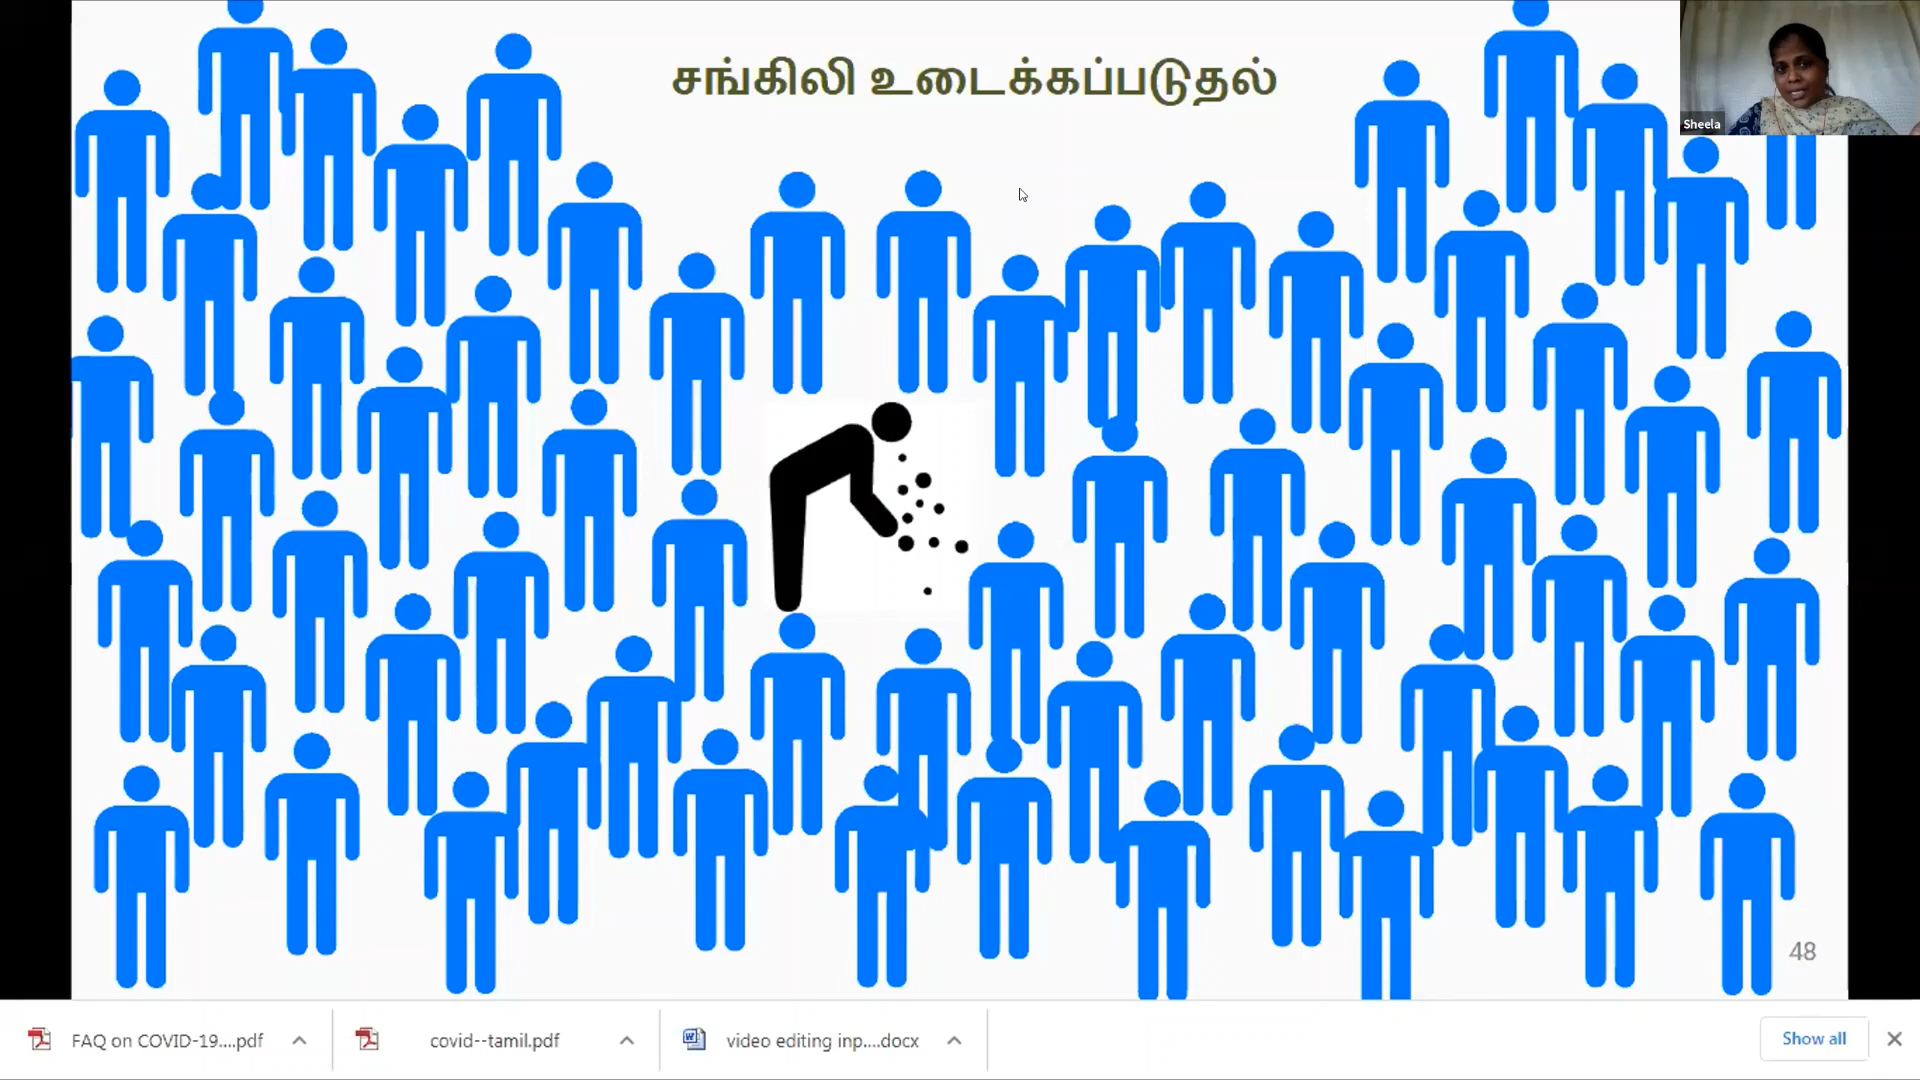 சங்கிலி உடைக்கப்படுதல்
Sheela
48
FAQ on COVID-19....pdf
covid--tamil.pdf
video editing inp....docx
Show all